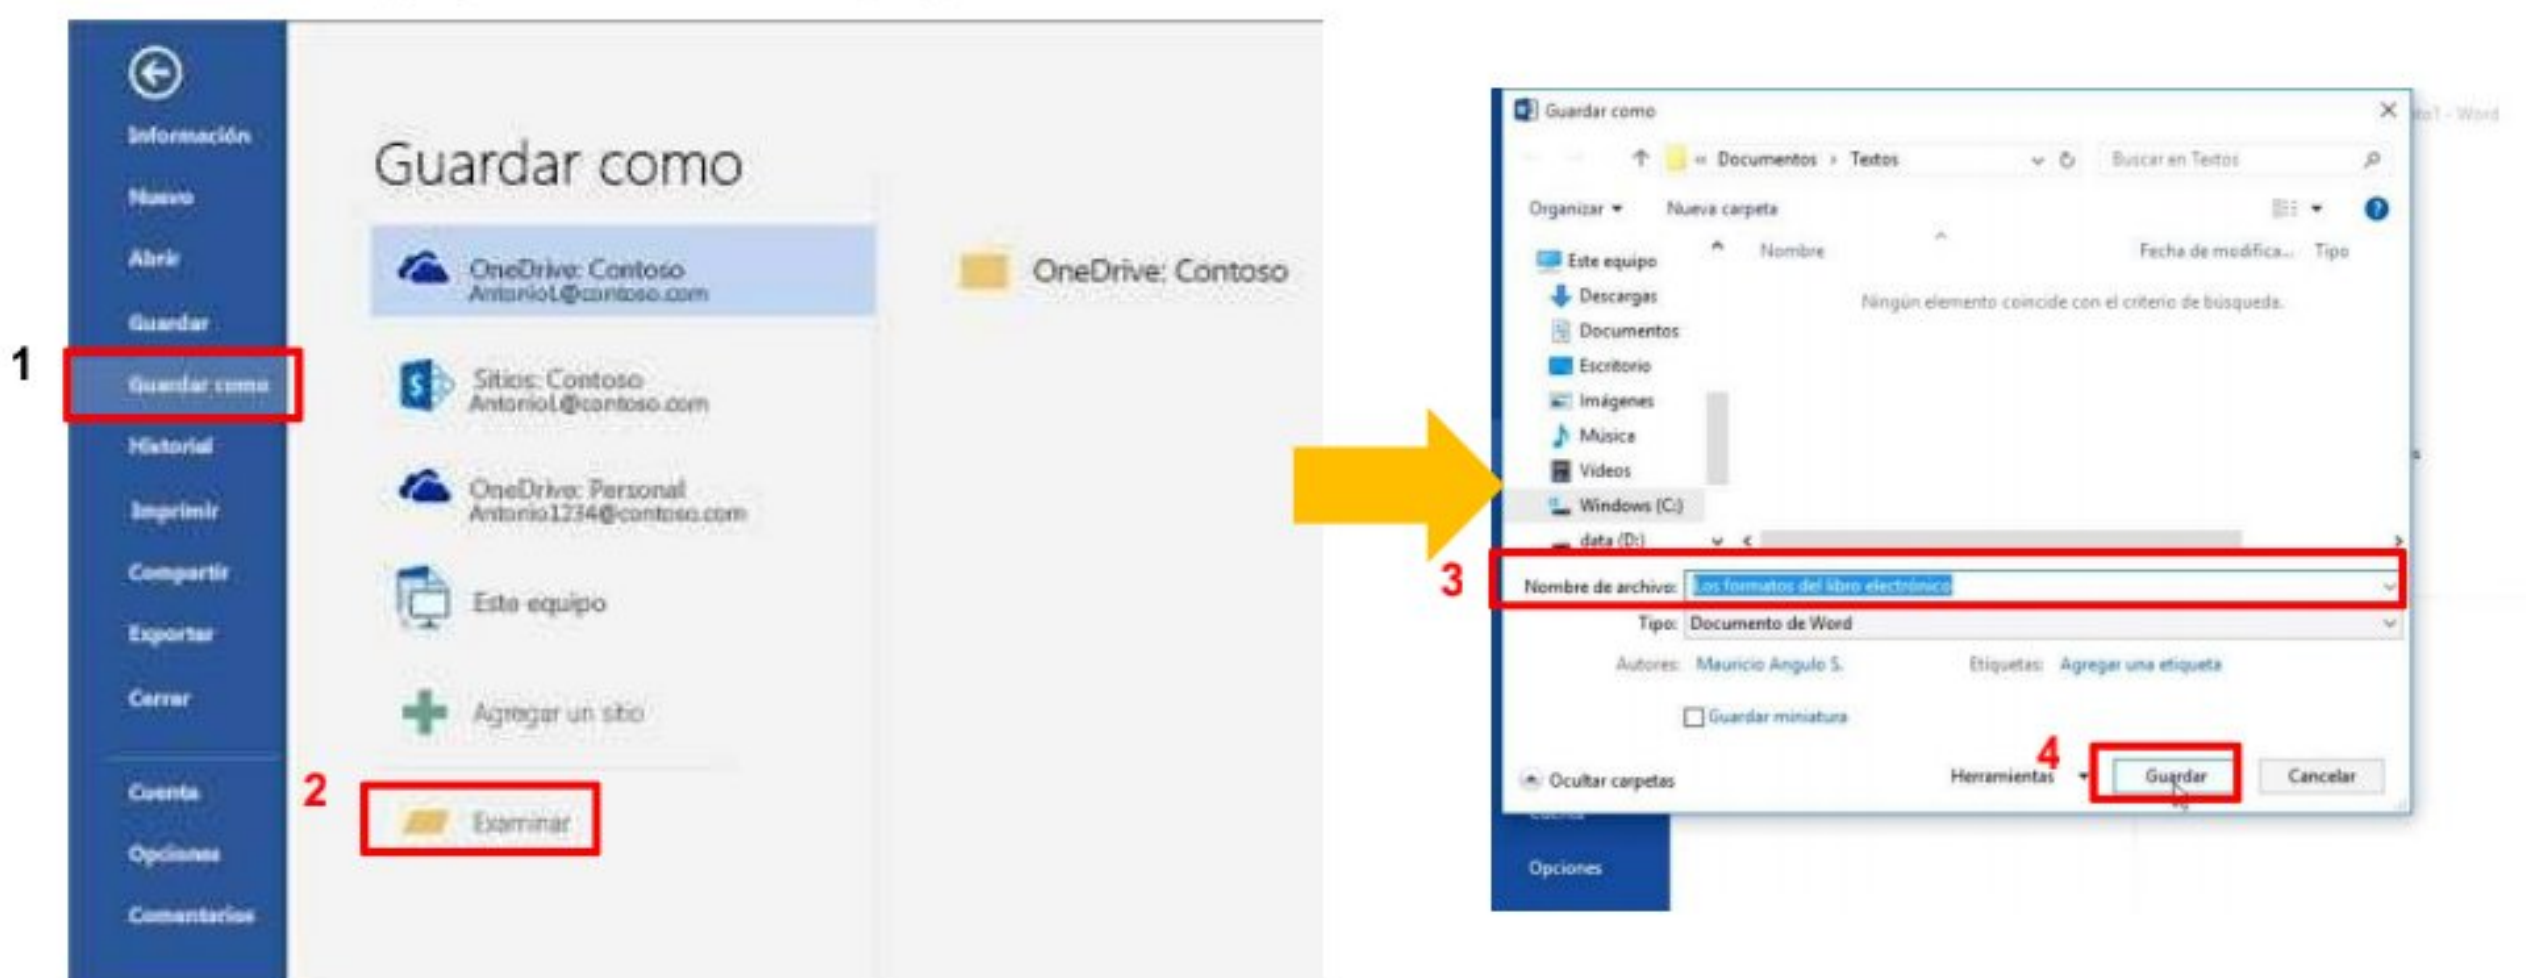 Información
Nuevo
Abrir
Guardar
1
Guardar como
Historial
Imprimir
Compartir
Exportar
Cerrar
Cuenta
Opciones
Comentarios
Guardar como
OneDrive: Contoso
AntonioL@contoso.com
Sitios: Contoso
AntonioL@contoso.com
OneDrive: Personal
Antonio1234@contoso.com
Este equipo
Agregar un sitio
2
Examinar
OneDrive: Contoso
Guardar como
- Word
« Documentos › Textos
Buscar en Textos
Organizar
Nueva carpeta
Nombre
Fecha de modifica...
Tipo
Ningún elemento coincide con el criterio de búsqueda.
Este equipo
Descargas
Documentos
Escritorio
Imágenes
Música
Vídeos
Windows (C:)
data (D:)
3
Nombre de archivo: Los formatos del libro electrónico
Tipo: Documento de Word
Autores: Mauricio Angulo S.
Etiquetas: Agregar una etiqueta
Guardar miniatura
4
Ocultar carpetas
Herramientas
Guardar
Cancelar
Cuenta
Opciones